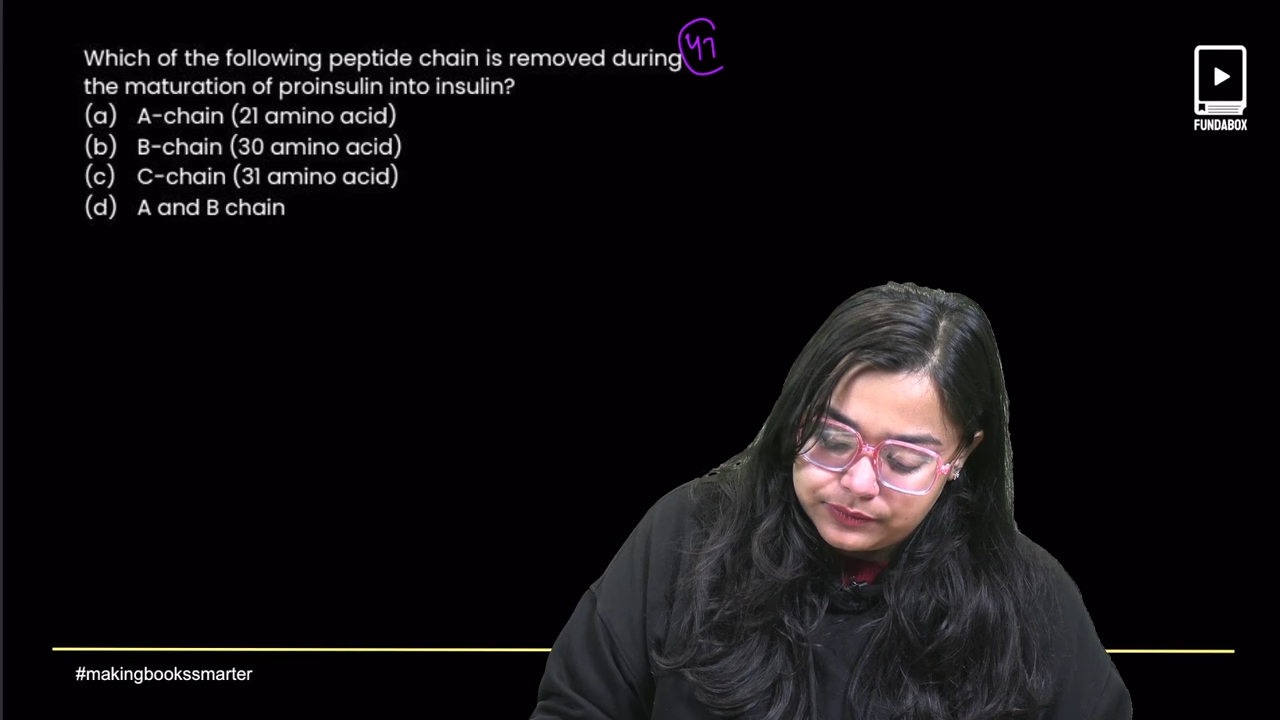 Which of the following peptide chain is removed during
47
the maturation of proinsulin into insulin?
(a) A-chain (21 amino acid)
(b) B-chain (30 amino acid)
(c) C-chain (31 amino acid)
(d) A and B chain
FUNDABOX
#makingbookssmarter